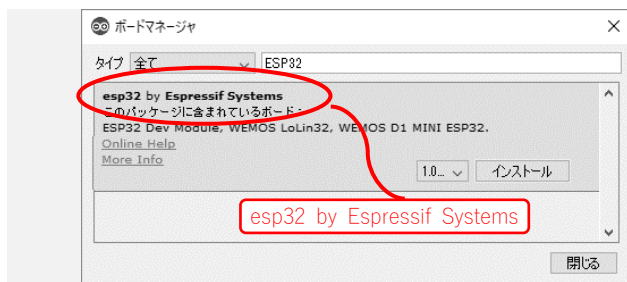 ボードマネージャ
タイプ 全て ESP32
esp32 by Espressif Systems
このパッケージに含まれているボード：
ESP32 Dev Module, WEMOS LoLin32, WEMOS D1 MINI ESP32.
Online Help
More Info
1.0... インストール
esp32 by Espressif Systems
閉じる